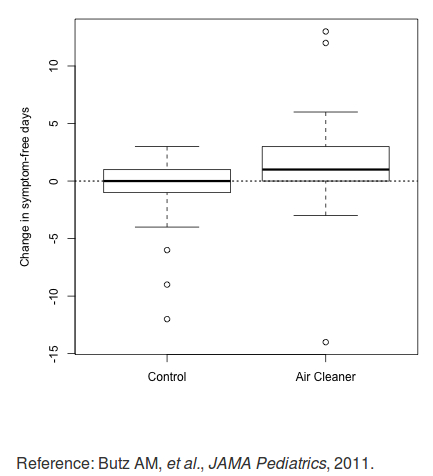 Change in symptom-free days
10
5
0
-5
-10
-15
Control Air Cleaner
Reference: Butz AM, et al., JAMA Pediatrics, 2011.